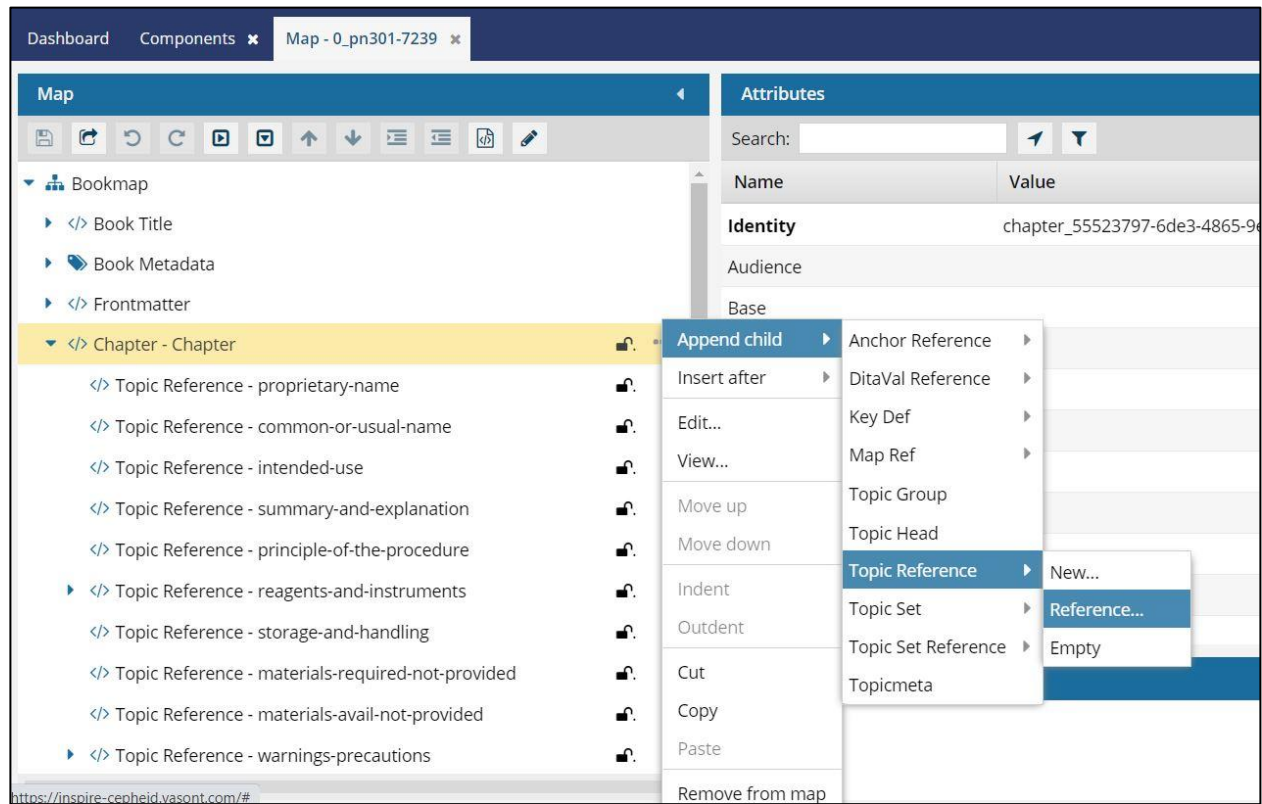 Dashboard Components Map - 0_pn301-7239
Map
Attributes
Search:
Name Value
Bookmap
Book Title
Identity chapter_55523797-6de3-4865-9
Book Metadata
Audience
Frontmatter
Base
Chapter - Chapter
Topic Reference - proprietary-name
Topic Reference - common-or-usual-name
Topic Reference - intended-use
Topic Reference - summary-and-explanation
Topic Reference - principle-of-the-procedure
Topic Reference - reagents-and-instruments
Topic Reference - storage-and-handling
Topic Reference - materials-required-not-provided
Topic Reference - materials-avail-not-provided
Topic Reference - warnings-precautions
https://inspire-cepheid.vasont.com/#
Append child
Insert after
Edit...
View...
Move up
Move down
Indent
Outdent
Cut
Copy
Paste
Remove from map
Anchor Reference
DitaVal Reference
Key Def
Map Ref
Topic Group
Topic Head
Topic Reference
Topic Set
Topic Set Reference
Topicmeta
New...
Reference...
Empty